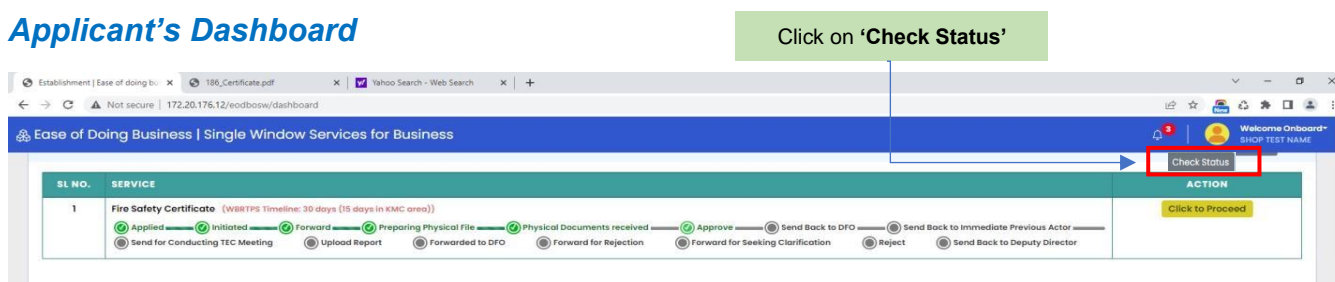 Applicant's Dashboard
Click on 'Check Status'
Establishment | Ease of doing bu
186_Certificate.pdf
Yahoo Search - Web Search
Not secure | 172.20.176.12/eodbosw/dashboard
New
Ease of Doing Business | Single Window Services for Business
3
Welcome Onboard
SHOP TEST NAME
Check Status
SL NO. SERVICE ACTION
1 Fire Safety Certificate (WBRTPS Timeline: 30 days (15 days in KMC area)) Click to Proceed
Applied Initiated Forward Preparing Physical File Physical Documents received Approve Send Back to DFO Send Back to Immediate Previous Actor
Send for Conducting TEC Meeting Upload Report Forwarded to DFO Forward for Rejection Forward for Seeking Clarification Reject Send Back to Deputy Director